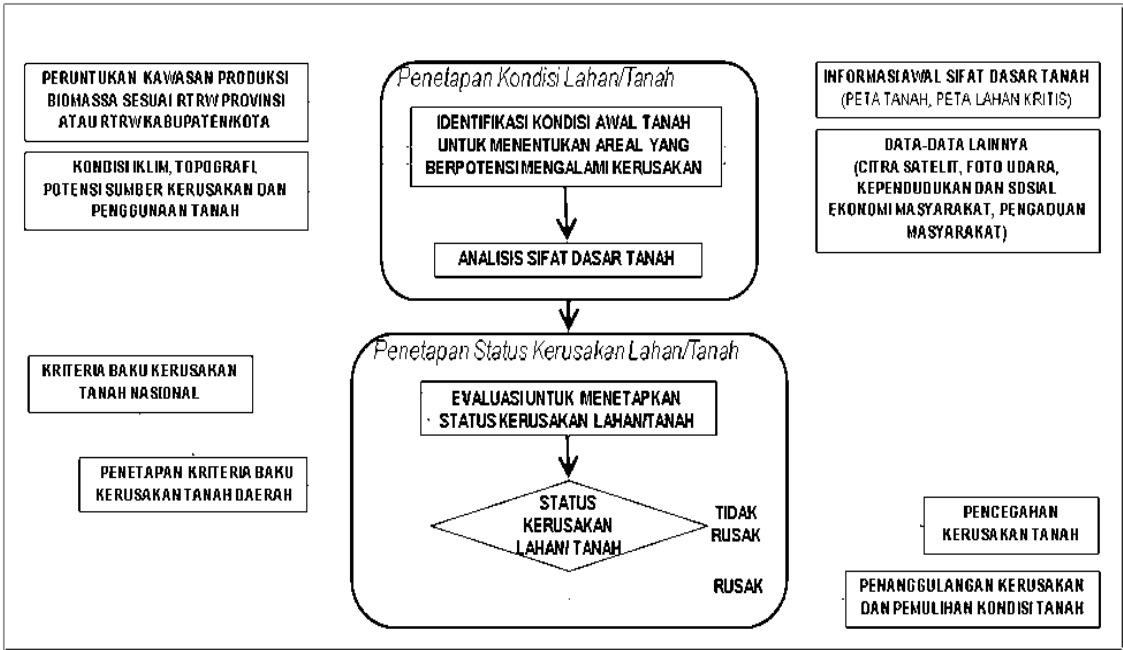 PERUNTUKAN KAWASAN PRODUKSI
BIOMASSA SESUAI RTRW PROVINSI
ATAU RTRW KABUPATEN/KOTA
KONDISI IKLIM, TOPOGRAFI,
POTENSI SUMBER KERUSAKAN DAN
PENGGUNAAN TANAH
Penetapan Kondisi Lahan/Tanah
IDENTIFIKASI KONDISI AWAL TANAH
UNTUK MENENTUKAN AREAL YANG
BERPOTENSI MENGALAMI KERUSAKAN
ANALISIS SIFAT DASAR TANAH
INFORMASI AWAL SIFAT DASAR TANAH
(PETA TANAH, PETA LAHAN KRITIS)
DATA-DATA LAINNYA
(CITRA SATELIT, FOTO UDARA,
KEPENDUDUKAN DAN SOSIAL
EKONOMI MASYARAKAT, PENGADUAN
MASYARAKAT)
KRITERIA BAKU KERUSAKAN
TANAH NASIONAL
PENETAPAN KRITERIA BAKU
KERUSAKAN TANAH DAERAH
Penetapan Status Kerusakan Lahan/Tanah
EVALUASI UNTUK MENETAPKAN
STATUS KERUSAKAN LAHAN/TANAH
STATUS
KERUSAKAN
LAHAN/ TANAH
TIDAK
RUSAK
RUSAK
PENCEGAHAN
KERUSAKAN TANAH
PENANGGULANGAN KERUSAKAN
DAN PEMULIHAN KONDISI TANAH